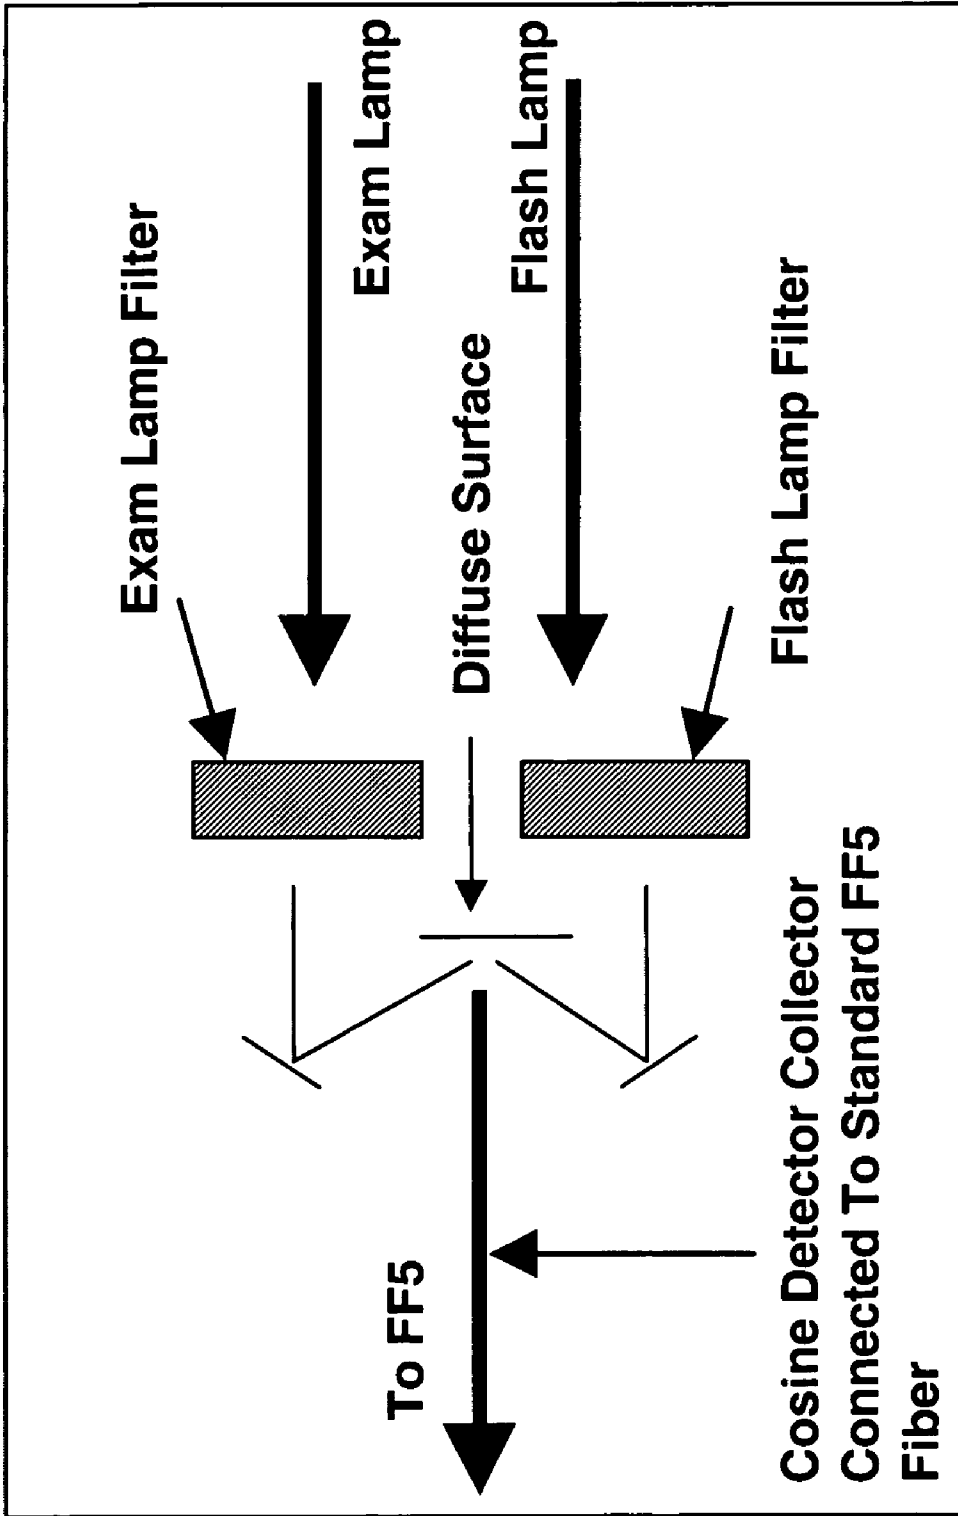 Exam Lamp Filter
Exam Lamp
Diffuse Surface
Flash Lamp
Flash Lamp Filter
To FF5
Cosine Detector Collector
Connected To Standard FF5
Fiber